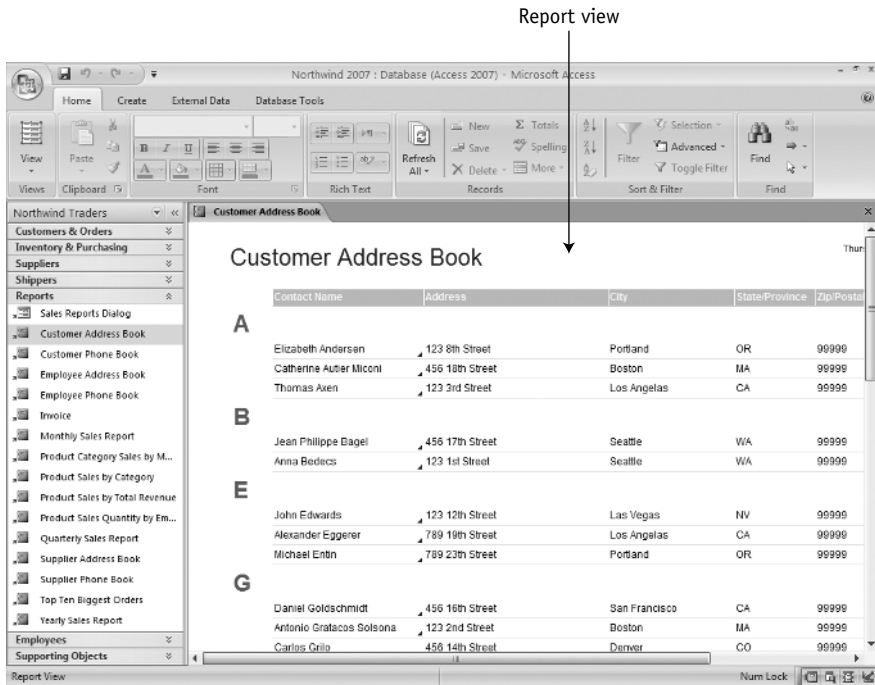 Report view
Northwind 2007 : Database (Access 2007) - Microsoft Access
Home Create External Data Database Tools
View Paste B I U Refresh All New Save Delete Σ Totals Spelling More Filter Selection Advanced Toggle Filter Find
Views Clipboard Font Rich Text Records Sort & Filter Find
Northwind Traders
Customers & Orders
Inventory & Purchasing
Suppliers
Shippers
Reports
Sales Reports Dialog
Customer Address Book
Customer Phone Book
Employee Address Book
Employee Phone Book
Invoice
Monthly Sales Report
Product Category Sales by M...
Product Sales by Category
Product Sales by Total Revenue
Product Sales Quantity by Em...
Quarterly Sales Report
Supplier Address Book
Supplier Phone Book
Top Ten Biggest Orders
Yearly Sales Report
Employees
Supporting Objects
Customer Address Book
Customer Address Book Thur
Contact Name Address City State/Province Zip/Postal
A
Elizabeth Andersen 123 8th Street Portland OR 99999
Catherine Autier Miconi 456 18th Street Boston MA 99999
Thomas Axen 123 3rd Street Los Angelas CA 99999
B
Jean Philippe Bagel 456 17th Street Seattle WA 99999
Anna Bedecs 123 1st Street Seattle WA 99999
E
John Edwards 123 12th Street Las Vegas NV 99999
Alexander Eggerer 789 19th Street Los Angelas CA 99999
Michael Entin 789 23th Street Portland OR 99999
G
Daniel Goldschmidt 456 16th Street San Francisco CA 99999
Antonio Gratacos Solsona 123 2nd Street Boston MA 99999
Carlos Grilo 456 14th Street Denver CO 99999
Report View Num Lock